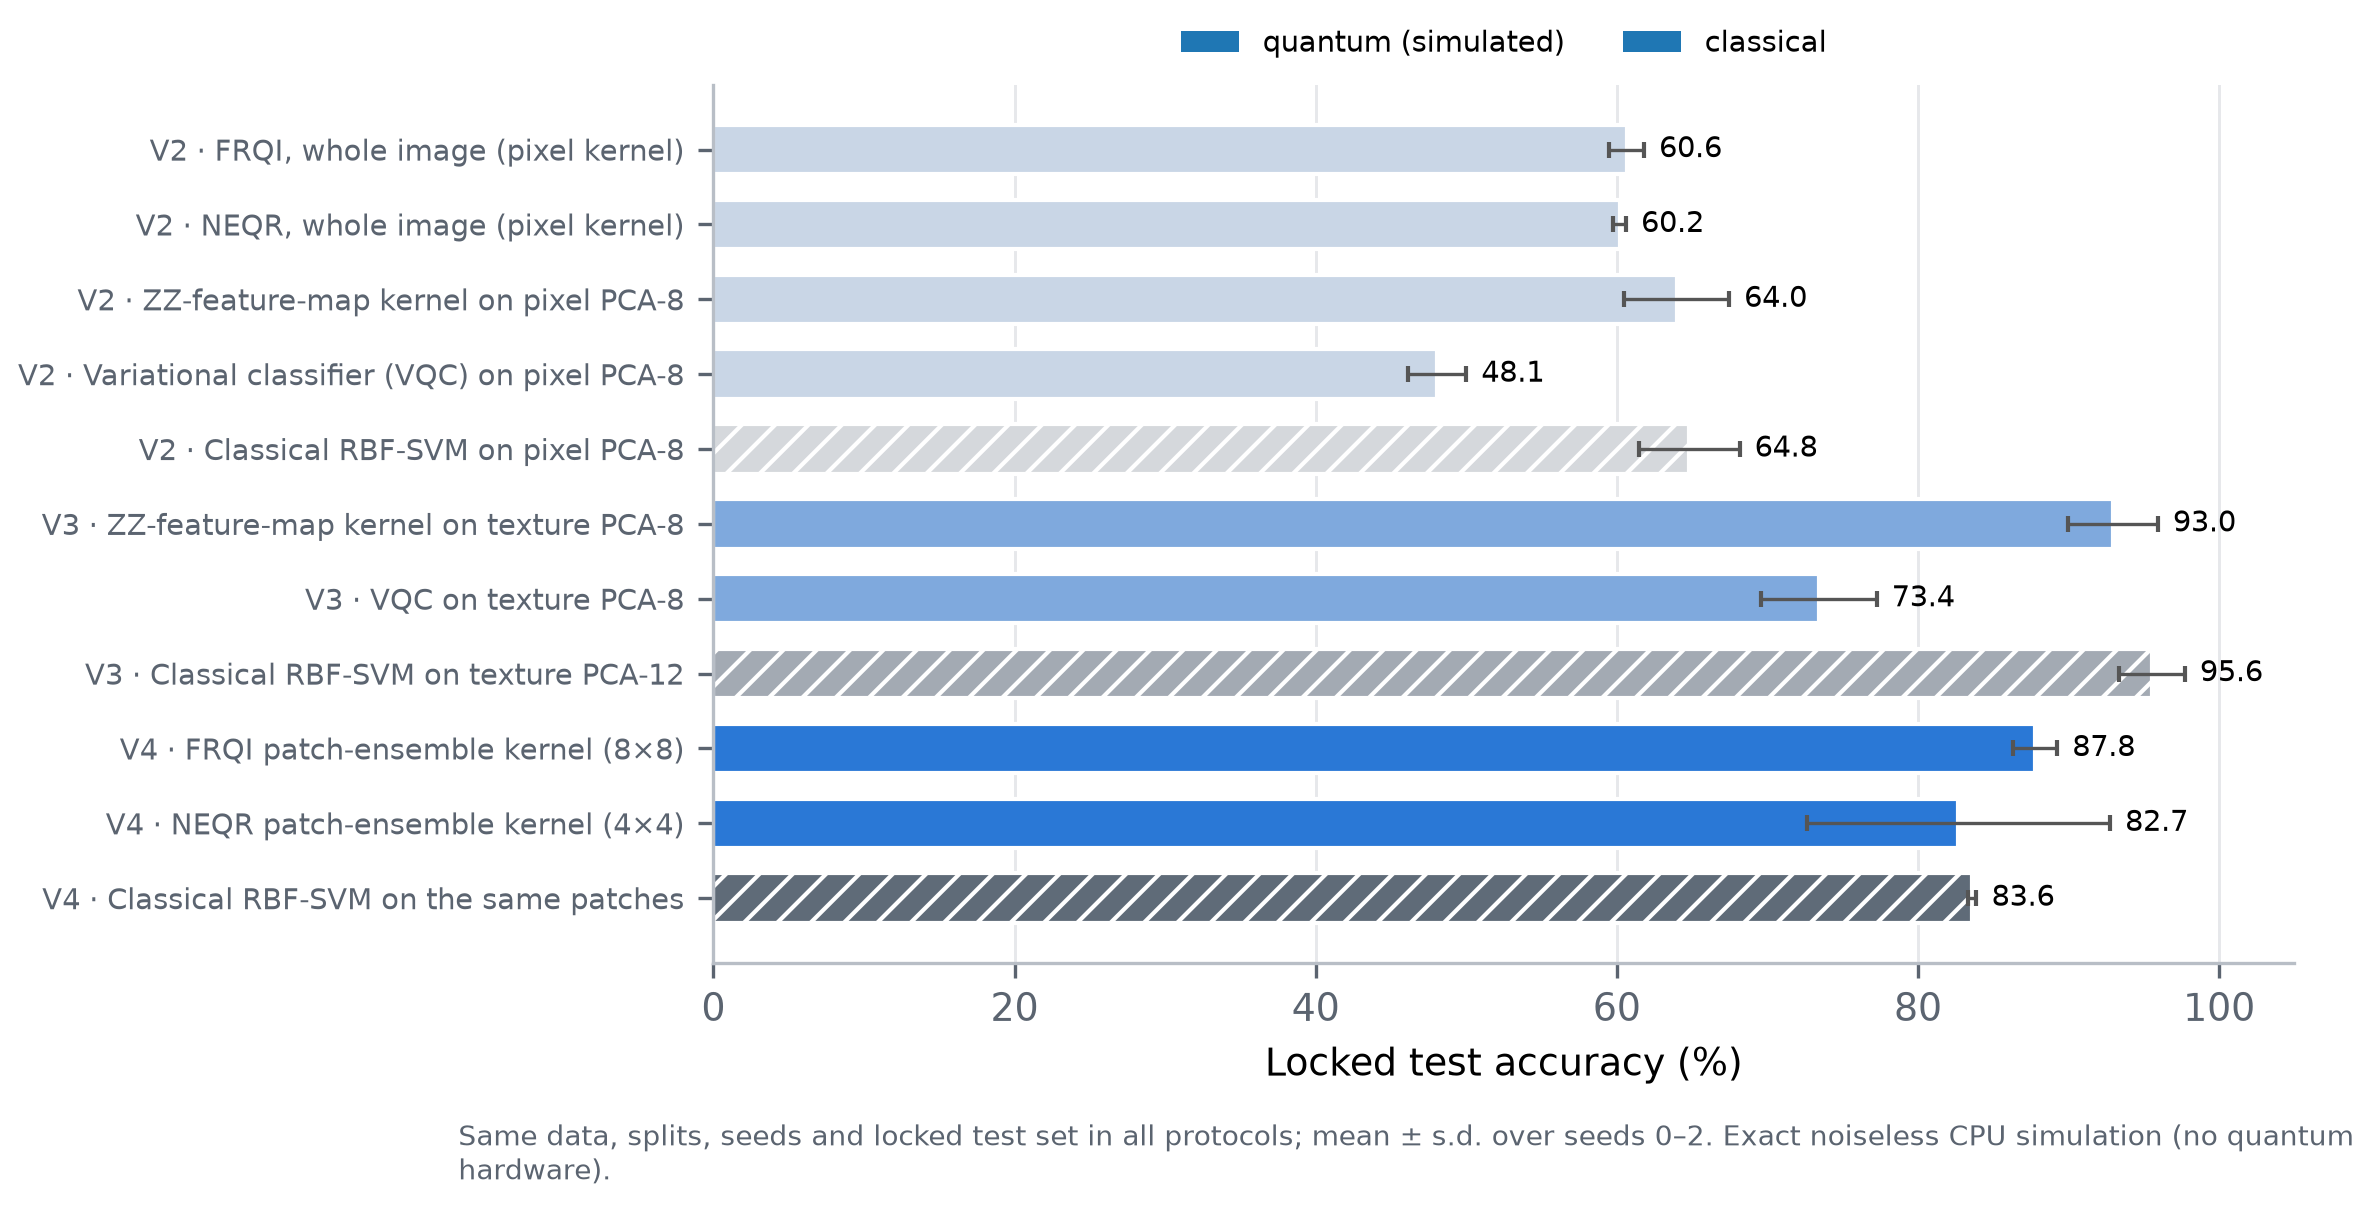 quantum (simulated) classical
V2 · FRQI, whole image (pixel kernel) 60.6
V2 · NEQR, whole image (pixel kernel) 60.2
V2 · ZZ-feature-map kernel on pixel PCA-8 64.0
V2 · Variational classifier (VQC) on pixel PCA-8 48.1
V2 · Classical RBF-SVM on pixel PCA-8 64.8
V3 · ZZ-feature-map kernel on texture PCA-8 93.0
V3 · VQC on texture PCA-8 73.4
V3 · Classical RBF-SVM on texture PCA-12 95.6
V4 · FRQI patch-ensemble kernel (8×8) 87.8
V4 · NEQR patch-ensemble kernel (4×4) 82.7
V4 · Classical RBF-SVM on the same patches 83.6
0 20 40 60 80 100
Locked test accuracy (%)
Same data, splits, seeds and locked test set in all protocols; mean ± s.d. over seeds 0–2. Exact noiseless CPU simulation (no quantum
hardware).